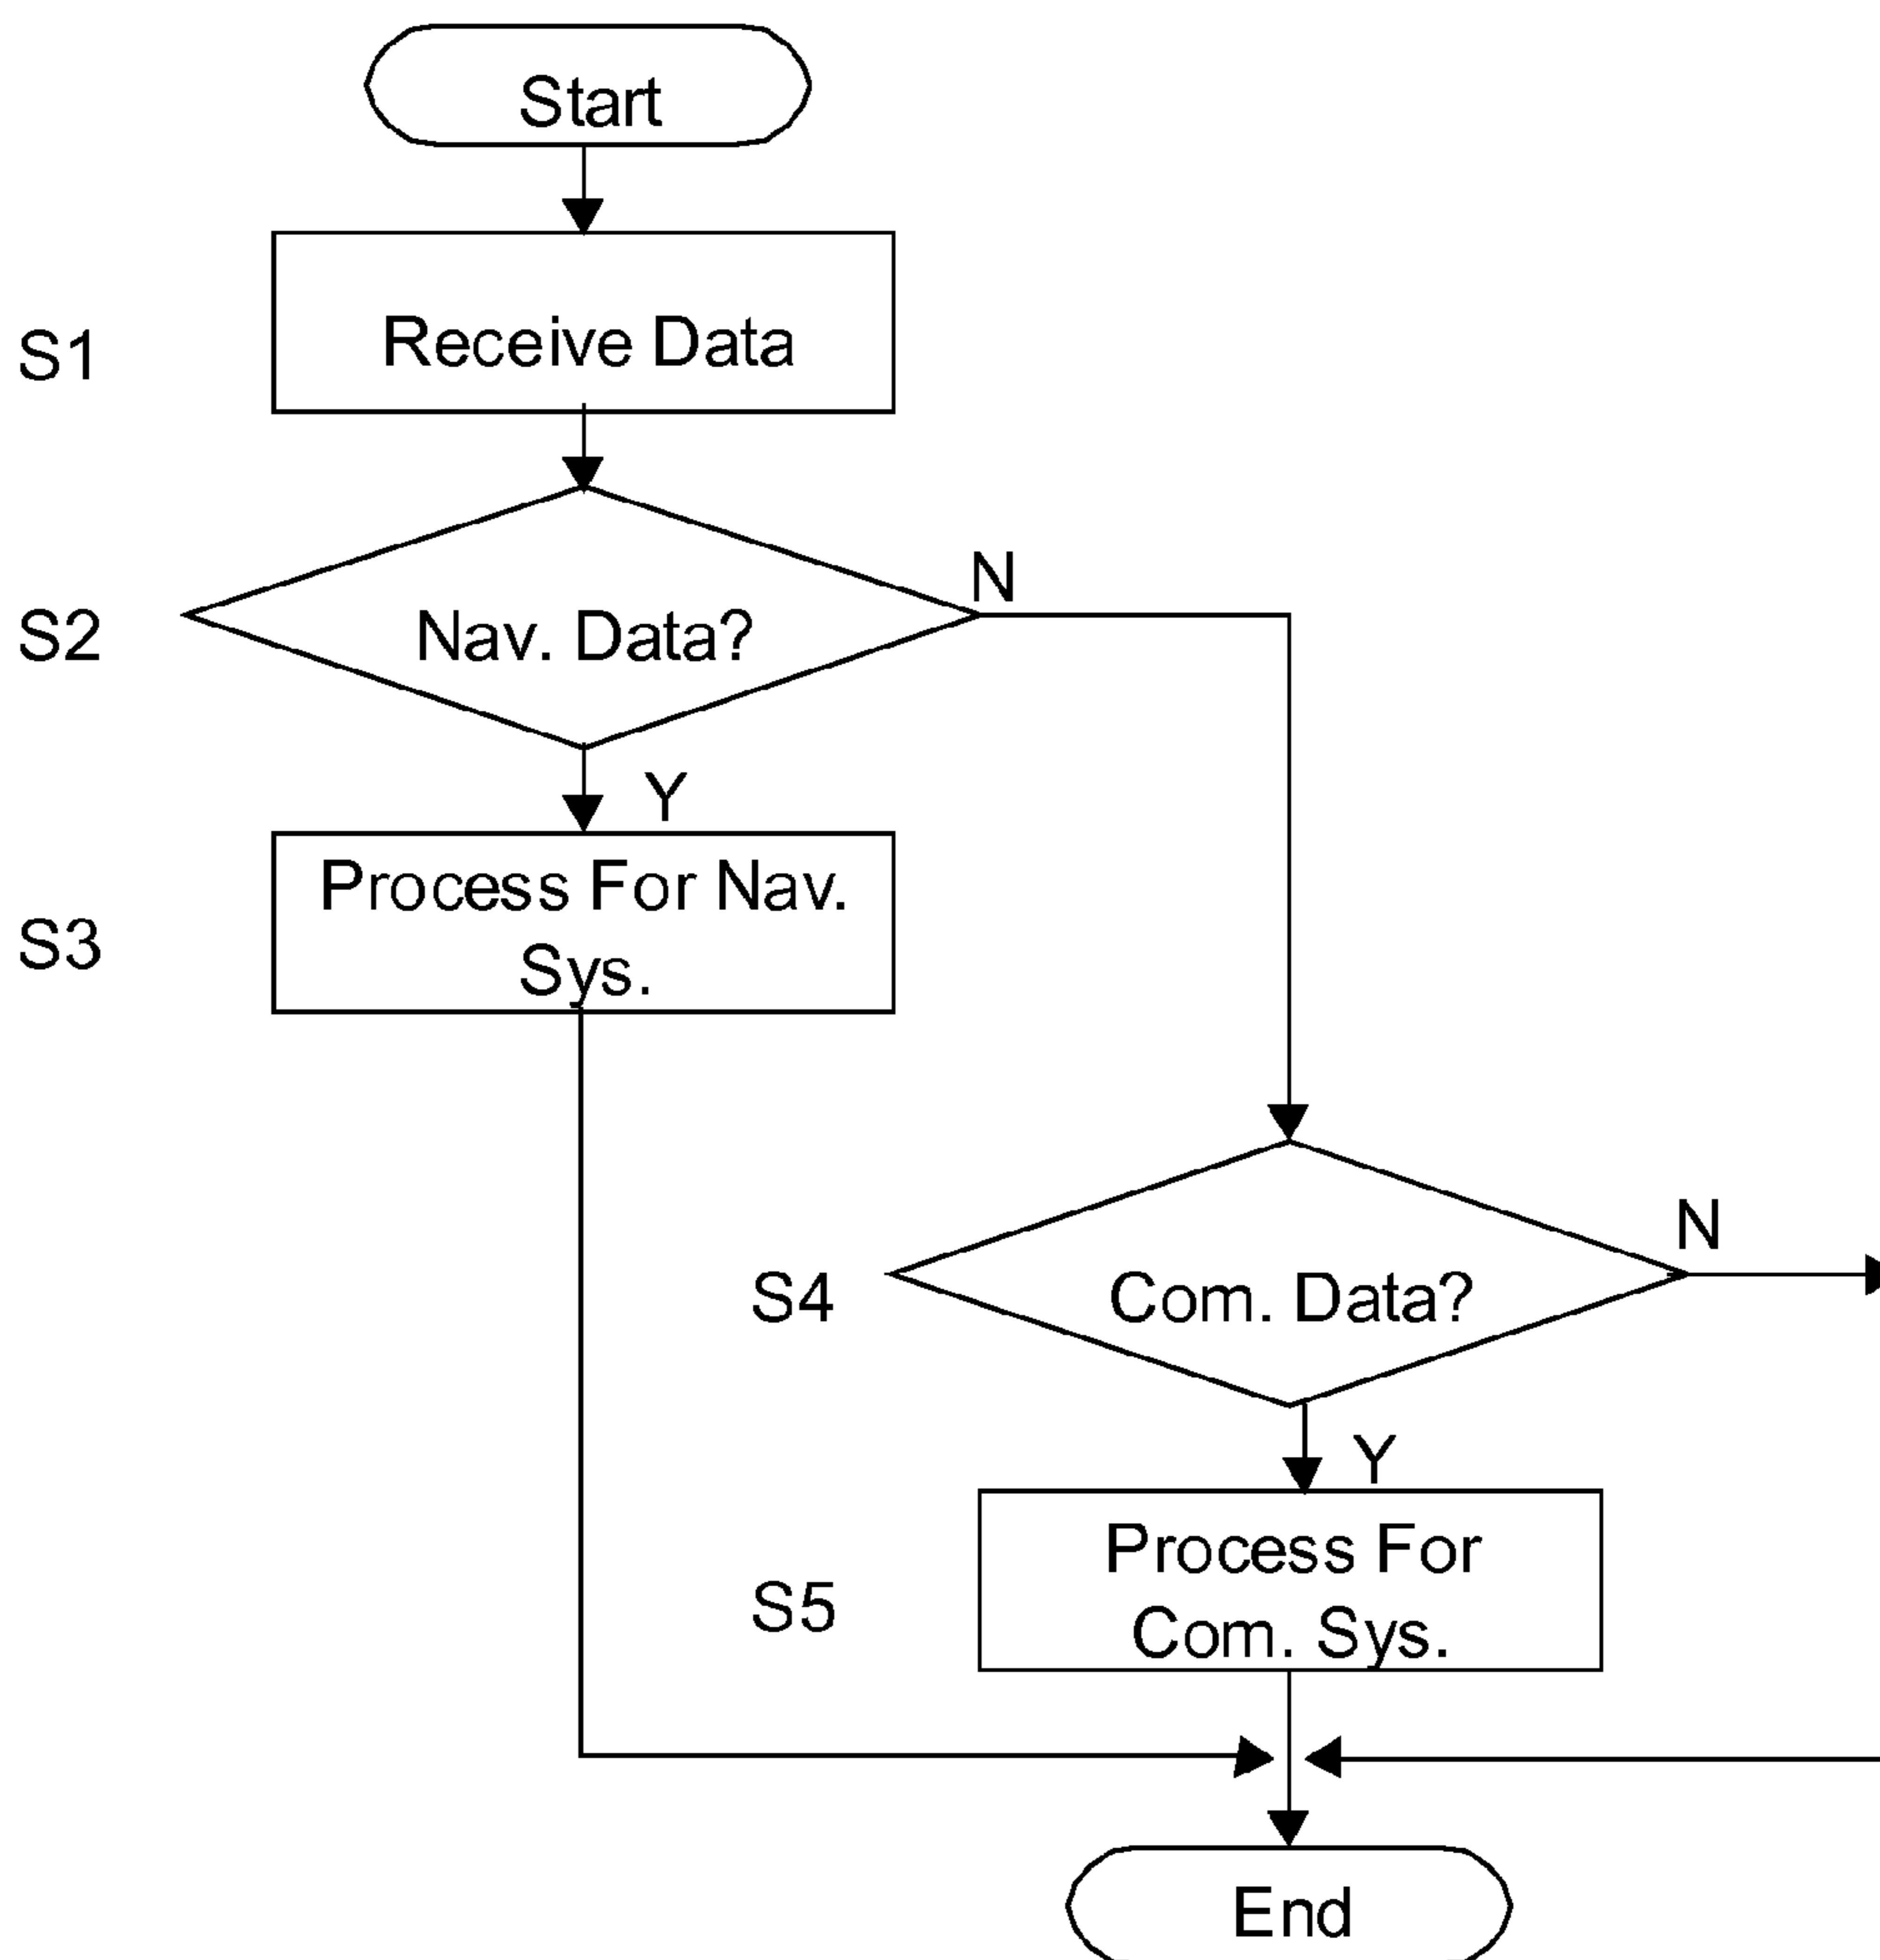 Start
S1
Receive Data
S2
Nav. Data?
N
Y
S3
Process For Nav.
Sys.
S4
Com. Data?
N
Y
S5
Process For
Com. Sys.
End